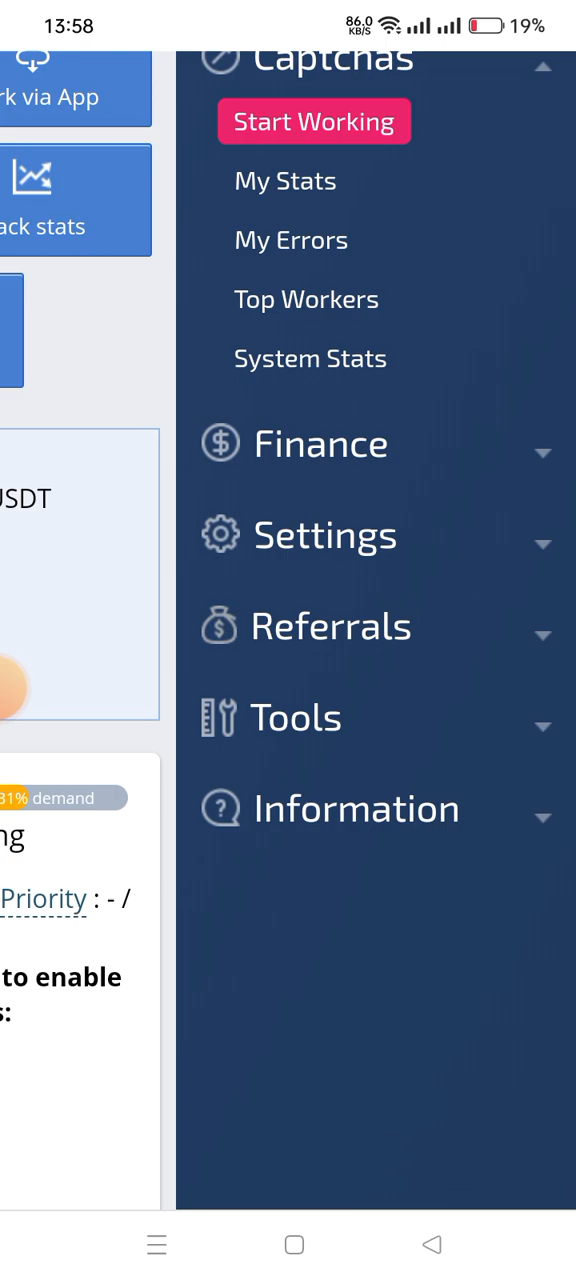 13:58
86.0 KB/S
19%
Captchas
rk via App
Start Working
My Stats
ack stats
My Errors
Top Workers
System Stats
Finance
USDT
Settings
Referrals
Tools
31% demand
ng
Information
Priority : - /
to enable
s: